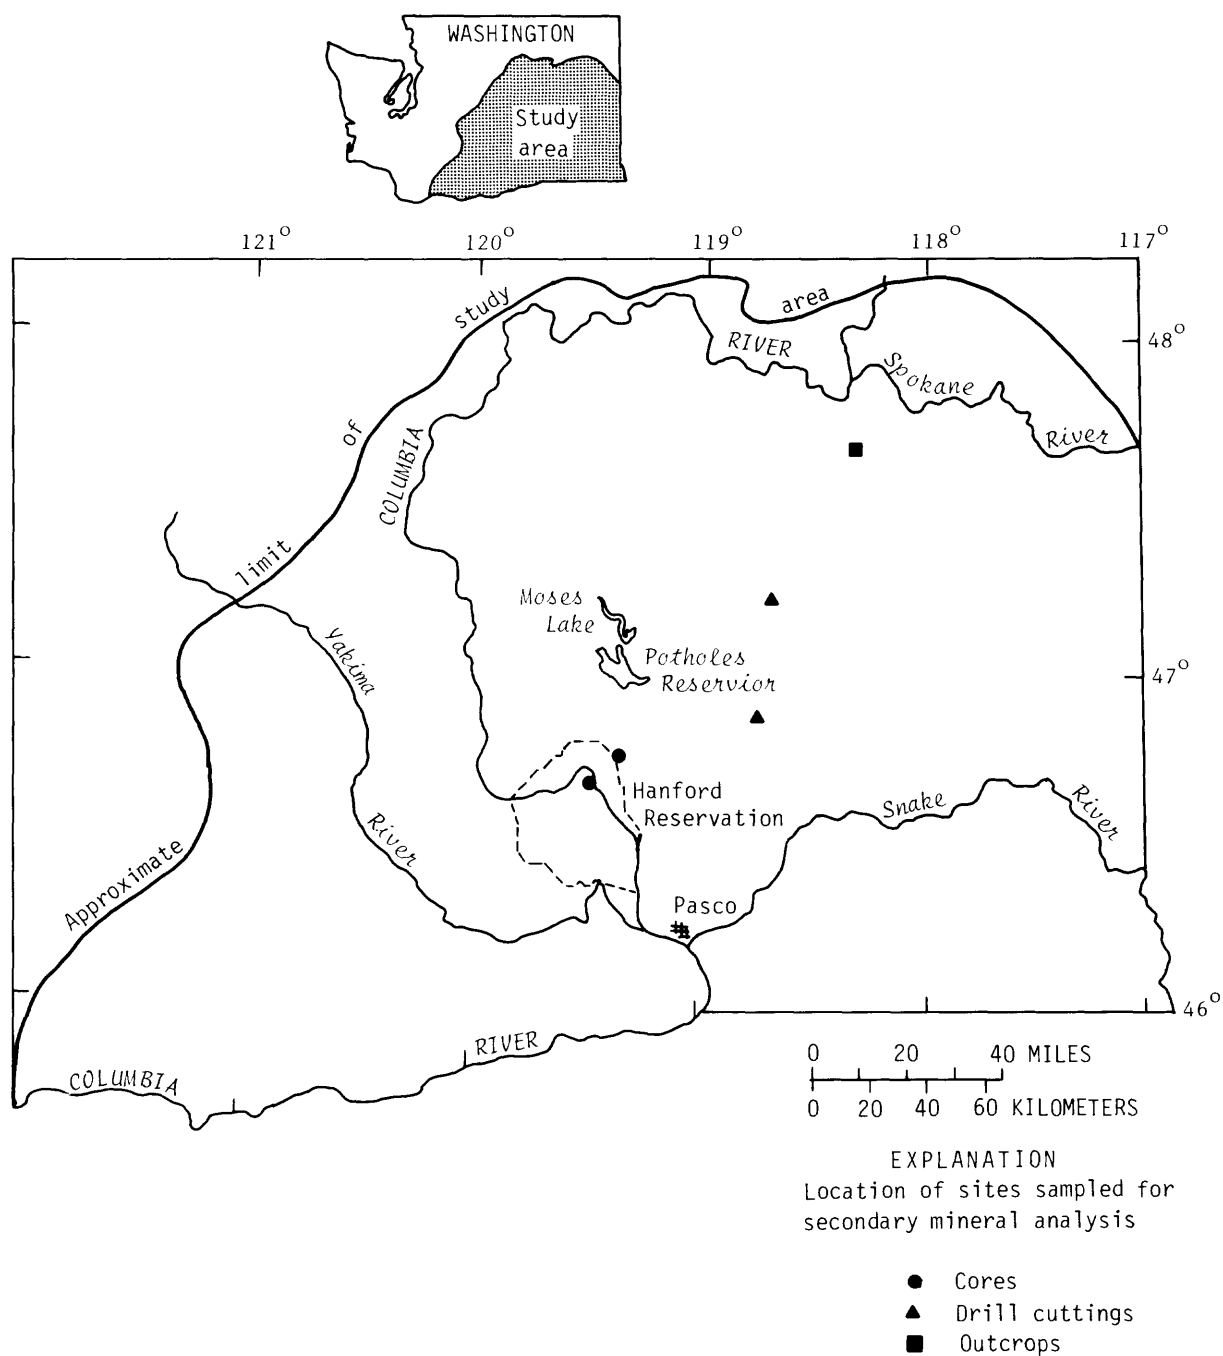 WASHINGTON
Study
area
121°
120°
119°
118°
117°
study
area
RIVER
48°
Spokane
River
of
COLUMBIA
limit
Moses
Lake
Yakima
Potholes
Reservior
47°
Hanford
Reservation
Snake
River
River
Approximate
Pasco
46°
RIVER
COLUMBIA
0 20 40 MILES
0 20 40 60 KILOMETERS
EXPLANATION
Location of sites sampled for
secondary mineral analysis
Cores
Drill cuttings
Outcrops